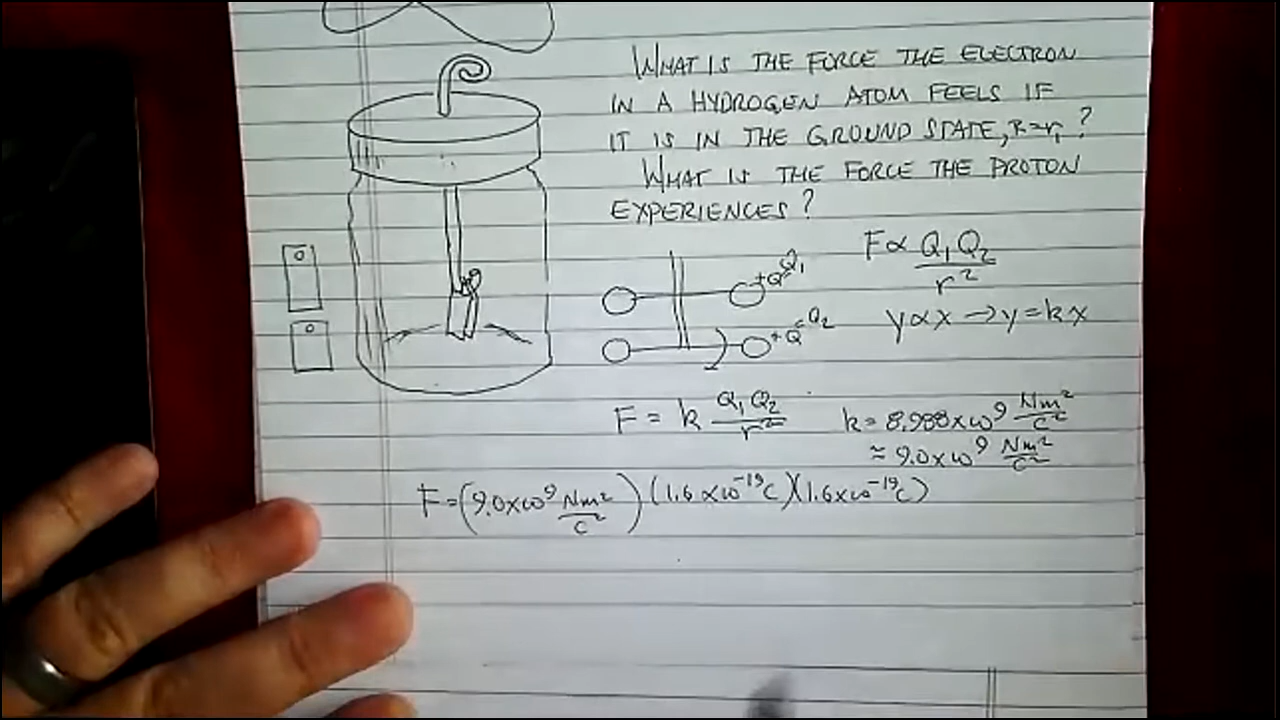 WHAT IS THE FORCE THE ELECTRON
IN A HYDROGEN ATOM FEELS IF
IT IS IN THE GROUND STATE, R=r₁?
WHAT IS THE FORCE THE PROTON
EXPERIENCES?
F∝ Q₁Q₂/r²
+Q=Q₁
y∝x → y=kx
+Q=Q₂
F = k Q₁Q₂/r²
k= 8.988×10⁹ Nm²/C²
≈ 9.0×10⁹ Nm²/C²
F=(9.0×10⁹ Nm²/C²)(1.6×10⁻¹⁹C)(1.6×10⁻¹⁹C)